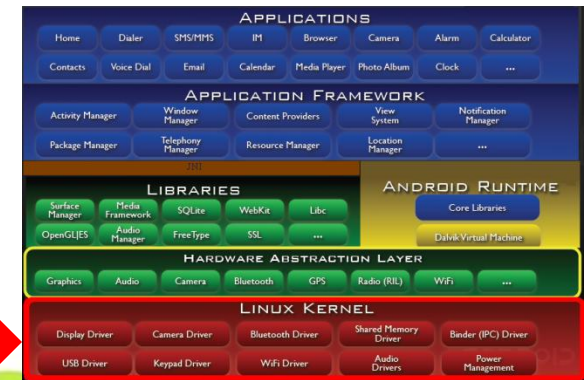 APPLICATIONS
Home Dialer SMS/MMS IM Browser Camera Alarm Calculator
Contacts Voice Dial Email Calendar Media Player Photo Album Clock ...
APPLICATION FRAMEWORK
Activity Manager Window Manager Content Providers View System Notification Manager
Package Manager Telephony Manager Resource Manager Location Manager ...
LIBRARIES
Surface Manager Media Framework SQLite WebKit Libc
OpenGL|ES Audio Manager FreeType SSL ...
ANDROID RUNTIME
Core Libraries
Dalvik Virtual Machine
HARDWARE ABSTRACTION LAYER
Graphics Audio Camera Bluetooth GPS Radio (RIL) WiFi ...
LINUX KERNEL
Display Driver Camera Driver Bluetooth Driver Shared Memory Driver Binder (IPC) Driver
USB Driver Keypad Driver WiFi Driver Audio Drivers Power Management